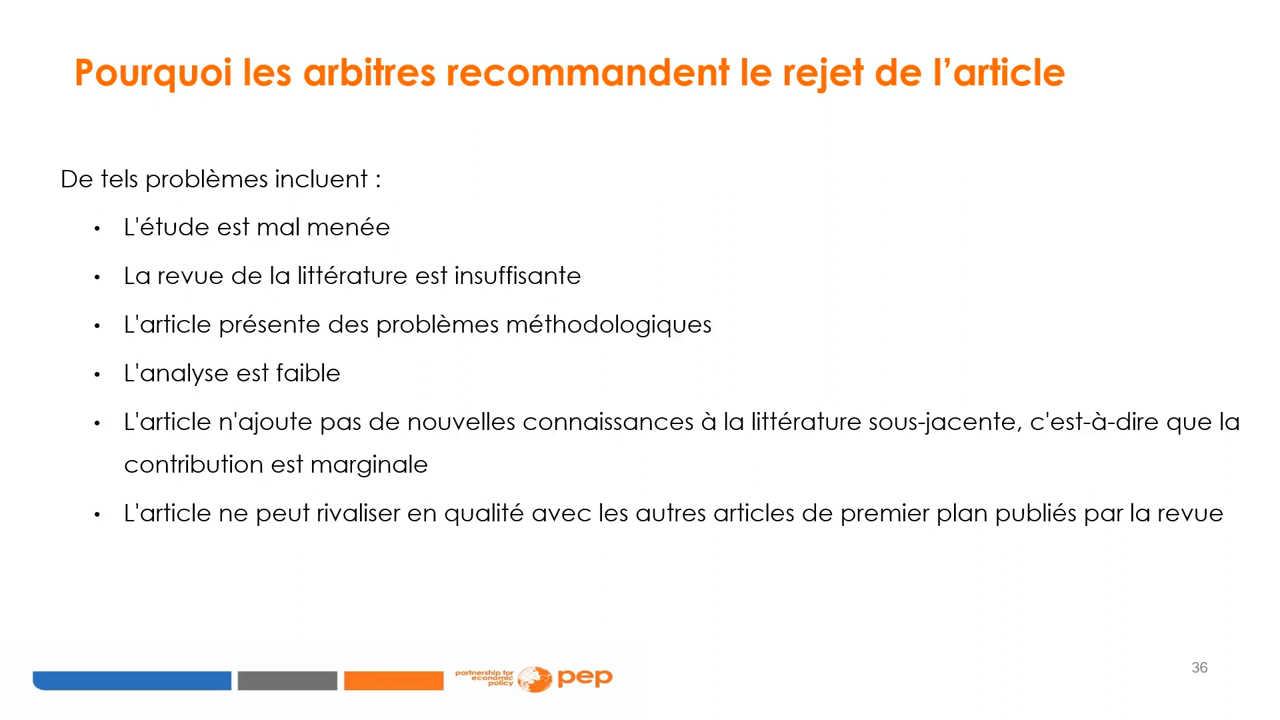 Pourquoi les arbitres recommandent le rejet de l’article
De tels problèmes incluent :
• L'étude est mal menée
• La revue de la littérature est insuffisante
• L'article présente des problèmes méthodologiques
• L'analyse est faible
• L'article n'ajoute pas de nouvelles connaissances à la littérature sous-jacente, c'est-à-dire que la
contribution est marginale
• L'article ne peut rivaliser en qualité avec les autres articles de premier plan publiés par la revue
partnership for
economic
policy
pep
36